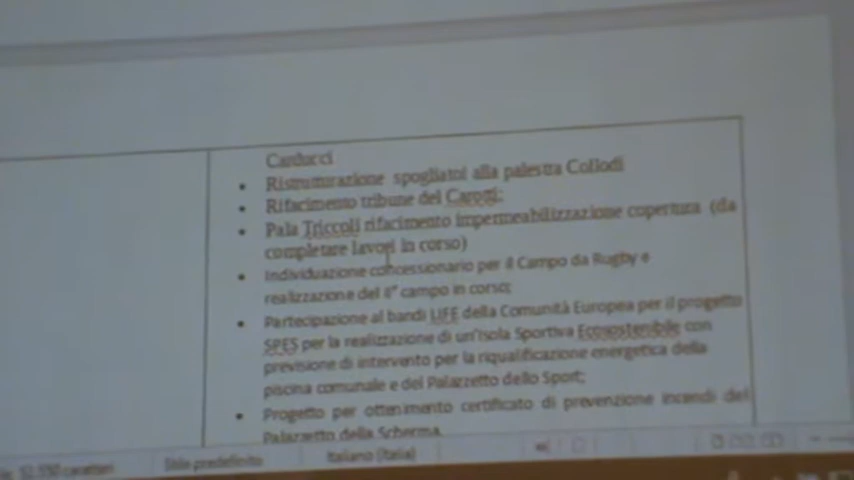 Carducci
• Ristrutturazione spogliatoi alla palestra Collodi
• Rifacimento tribune del Carotti;
• Pala Triccoli rifacimento impermeabilizzazione copertura (da
completare lavori in corso)
• Individuazione concessionario per il Campo da Rugby e
realizzazione del II° campo in corso;
• Partecipazione al bandi LIFE della Comunità Europea per il progetto
SPES per la realizzazione di un'Isola Sportiva Ecosostenibile con
previsione di intervento per la riqualificazione energetica della
piscina comunale e del Palazzetto dello Sport;
• Progetto per ottenimento certificato di prevenzione incendi del
Palazzetto della Scherma.
caratteri Stile predefinito Italiano (Italia)